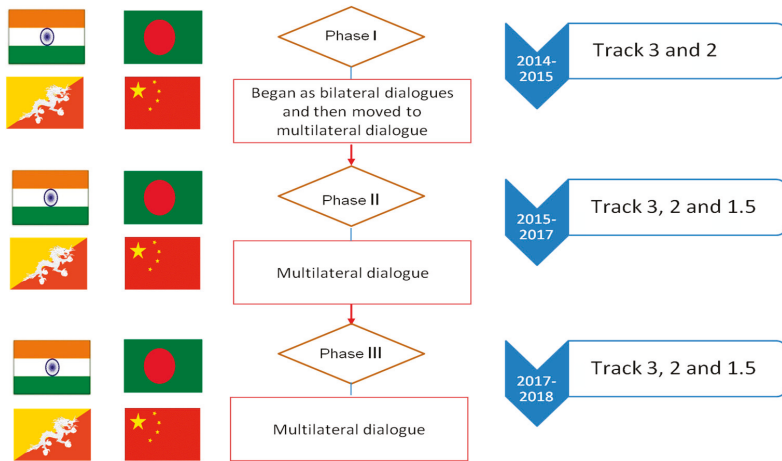 Phase I
2014-
2015
Track 3 and 2
Began as bilateral dialogues
and then moved to
multilateral dialogue
Phase II
2015-
2017
Track 3, 2 and 1.5
Multilateral dialogue
Phase III
2017-
2018
Track 3, 2 and 1.5
Multilateral dialogue